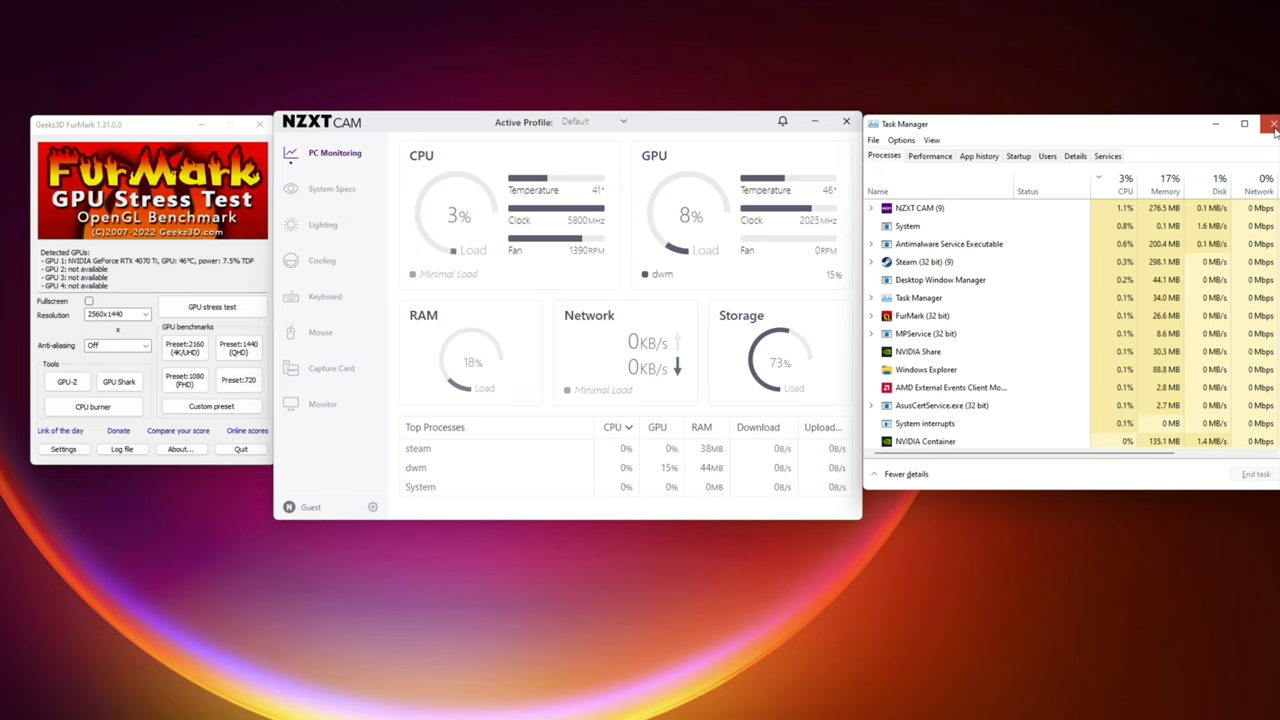 Geeks3D FurMark 1.31.0.0
FurMark
GPU Stress Test
OpenGL Benchmark
(C)2007-2022 Geeks3D.com
Detected GPUs:
- GPU 1: NVIDIA GeForce RTX 4070 Ti, GPU: 46°C, power: 7.5% TDP
- GPU 2: not available
- GPU 3: not available
- GPU 4: not available
Fullscreen
GPU stress test
Resolution 2560x1440
x
GPU benchmarks
Anti-aliasing: Off
Preset:2160 (4K/UHD)
Preset:1440 (QHD)
Tools
GPU-Z
GPU Shark
Preset:1080 (FHD)
Preset:720
CPU burner
Custom preset
Link of the day
Donate
Compare your score
Online scores
Settings
Log file
About...
Quit
NZXT CAM
Active Profile: Default
PC Monitoring
System Specs
Lighting
Cooling
Keyboard
Mouse
Capture Card
Monitor
N Guest
CPU
3%
Load
Minimal Load
Temperature 41°
Clock 5800MHz
Fan 1390RPM
GPU
8%
Load
dwm 15%
Temperature 46°
Clock 2025MHz
Fan 0RPM
RAM
18%
Load
Network
0KB/s
0KB/s
Minimal Load
Storage
73%
Load
Top Processes CPU GPU RAM Download Upload...
steam 0% 0% 38MB 0B/s 0B/s
dwm 0% 15% 44MB 0B/s 0B/s
System 0% 0% 0MB 0B/s 0B/s
Task Manager
File Options View
Processes Performance App history Startup Users Details Services
3% 17% 1% 0%
Name Status CPU Memory Disk Network
NZXT CAM (9) 1.1% 276.5 MB 0.1 MB/s 0 Mbps
System 0.8% 0.1 MB 1.6 MB/s 0 Mbps
Antimalware Service Executable 0.6% 200.4 MB 0.1 MB/s 0 Mbps
Steam (32 bit) (9) 0.3% 298.1 MB 0 MB/s 0 Mbps
Desktop Window Manager 0.1% 44.1 MB 0 MB/s 0 Mbps
Task Manager 0.1% 34.0 MB 0 MB/s 0 Mbps
FurMark (32 bit) 0.1% 26.6 MB 0 MB/s 0 Mbps
MPService (32 bit) 0.1% 8.6 MB 0 MB/s 0 Mbps
NVIDIA Share 0.1% 30.3 MB 0 MB/s 0 Mbps
Windows Explorer 0.1% 88.8 MB 0 MB/s 0 Mbps
AMD External Events Client Mo... 0.1% 2.8 MB 0 MB/s 0 Mbps
AsusCertService.exe (32 bit) 0.1% 2.7 MB 0 MB/s 0 Mbps
System interrupts 0.1% 0 MB 0 MB/s 0 Mbps
NVIDIA Container 0% 135.1 MB 1.4 MB/s 0 Mbps
Fewer details
End task